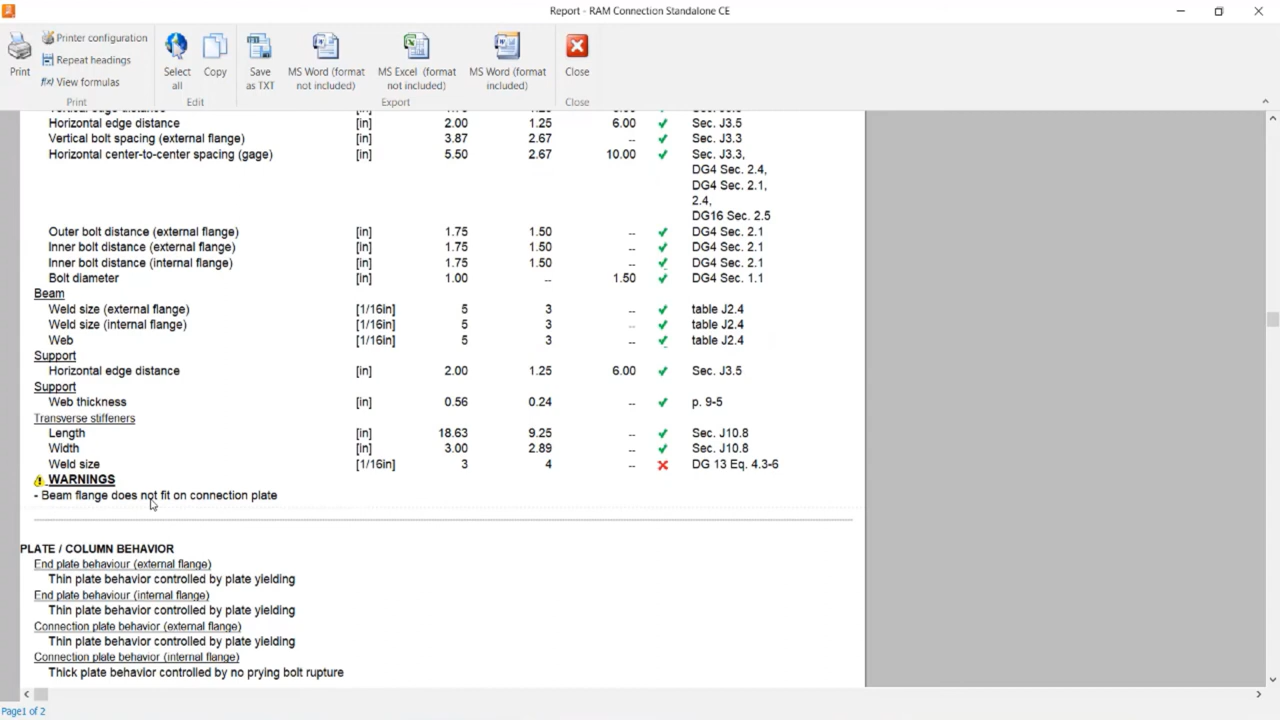 Report - RAM Connection Standalone CE
Printer configuration
Repeat headings
View formulas
Print
Select all
Copy
Save as TXT
MS Word (format not included)
MS Excel (format not included)
MS Word (format included)
Close
Print
Edit
Export
Close
Horizontal edge distance [in] 2.00 1.25 6.00 Sec. J3.5
Vertical bolt spacing (external flange) [in] 3.87 2.67 -- Sec. J3.3
Horizontal center-to-center spacing (gage) [in] 5.50 2.67 10.00 Sec. J3.3,
DG4 Sec. 2.4,
DG4 Sec. 2.1,
2.4,
DG16 Sec. 2.5
Outer bolt distance (external flange) [in] 1.75 1.50 -- DG4 Sec. 2.1
Inner bolt distance (external flange) [in] 1.75 1.50 -- DG4 Sec. 2.1
Inner bolt distance (internal flange) [in] 1.75 1.50 -- DG4 Sec. 2.1
Bolt diameter [in] 1.00 -- 1.50 DG4 Sec. 1.1
Beam
Weld size (external flange) [1/16in] 5 3 -- table J2.4
Weld size (internal flange) [1/16in] 5 3 -- table J2.4
Web [1/16in] 5 3 -- table J2.4
Support
Horizontal edge distance [in] 2.00 1.25 6.00 Sec. J3.5
Support
Web thickness [in] 0.56 0.24 -- p. 9-5
Transverse stiffeners
Length [in] 18.63 9.25 -- Sec. J10.8
Width [in] 3.00 2.89 -- Sec. J10.8
Weld size [1/16in] 3 4 -- DG 13 Eq. 4.3-6
WARNINGS
- Beam flange does not fit on connection plate
PLATE / COLUMN BEHAVIOR
End plate behaviour (external flange)
Thin plate behavior controlled by plate yielding
End plate behaviour (internal flange)
Thin plate behavior controlled by plate yielding
Connection plate behavior (external flange)
Thin plate behavior controlled by plate yielding
Connection plate behavior (internal flange)
Thick plate behavior controlled by no prying bolt rupture
Page1 of 2